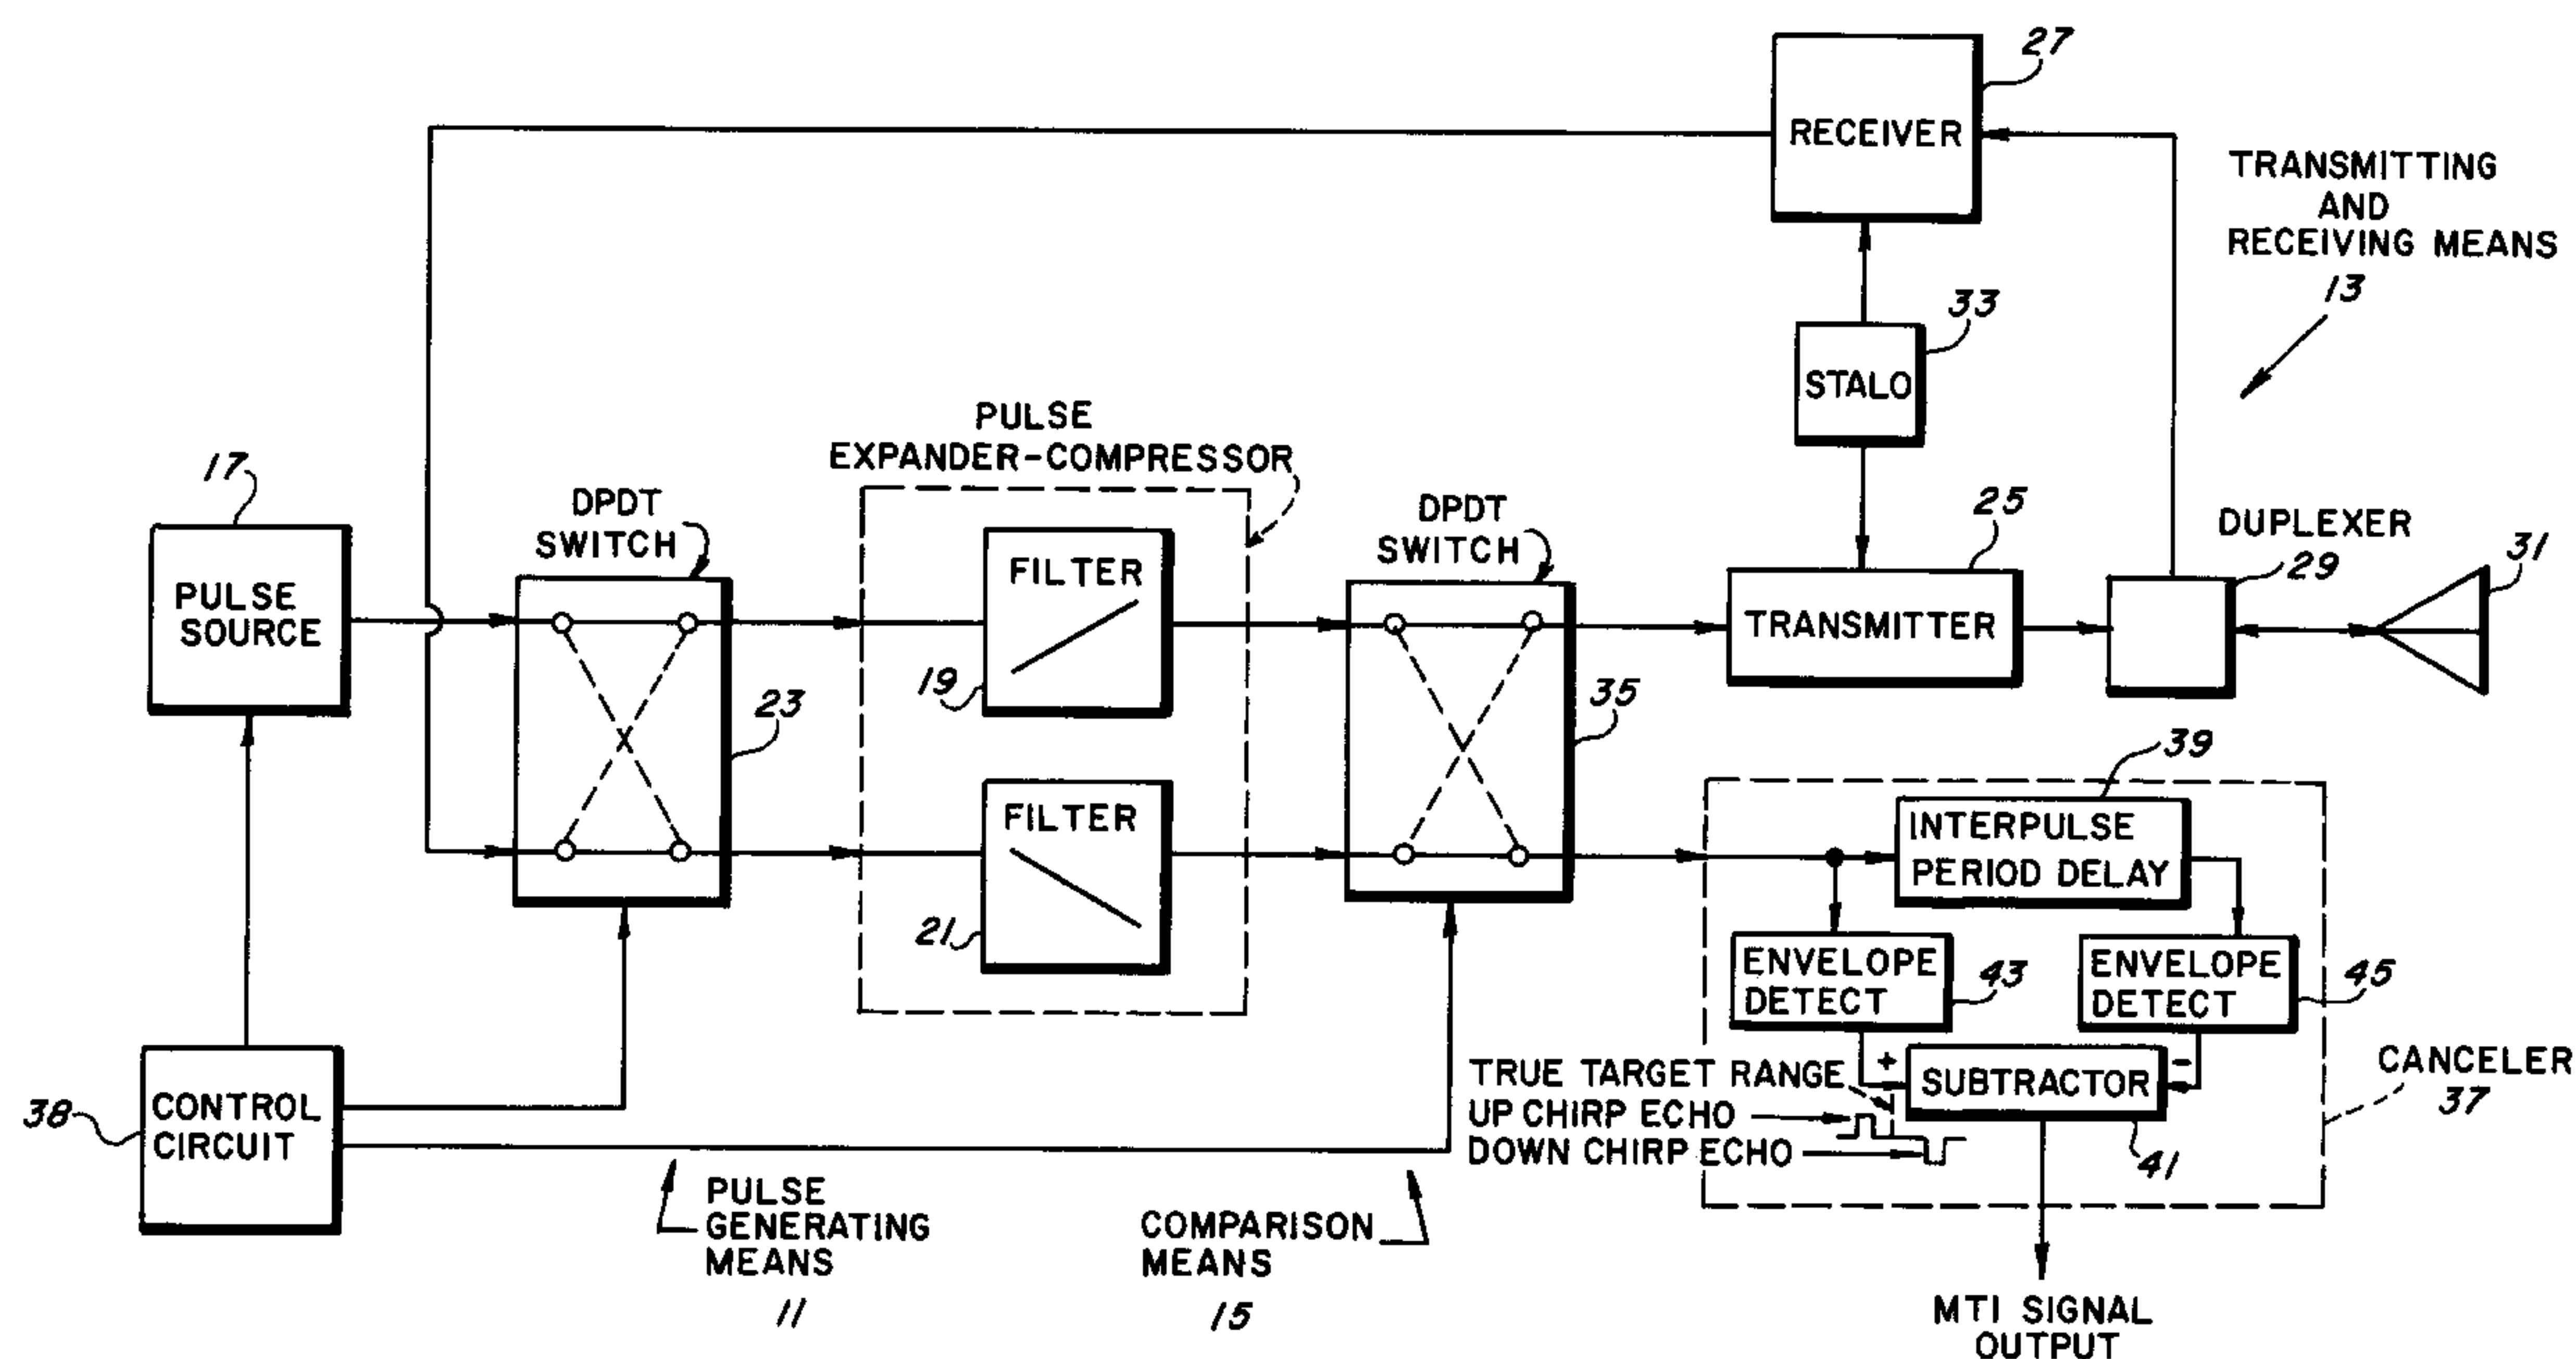 27
RECEIVER
TRANSMITTING
AND
RECEIVING MEANS
13
33
STALO
PULSE
EXPANDER-COMPRESSOR
17
PULSE
SOURCE
DPDT
SWITCH
23
FILTER
19
FILTER
21
DPDT
SWITCH
35
25
TRANSMITTER
DUPLEXER
29
31
39
INTERPULSE
PERIOD DELAY
ENVELOPE
DETECT
43
ENVELOPE
DETECT
45
+
SUBTRACTOR
-
41
CANCELER
37
TRUE TARGET RANGE
UP CHIRP ECHO
DOWN CHIRP ECHO
38
CONTROL
CIRCUIT
PULSE
GENERATING
MEANS
11
COMPARISON
MEANS
15
MTI SIGNAL
OUTPUT